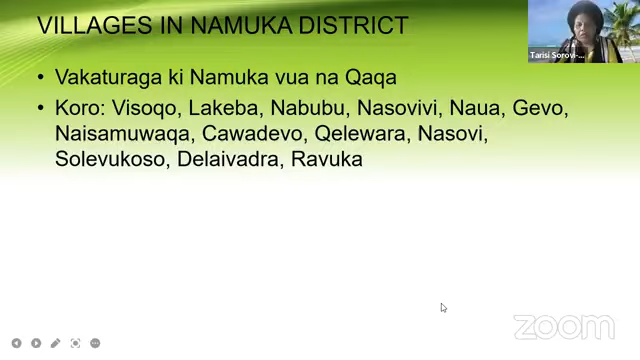 VILLAGES IN NAMUKA DISTRICT
Tarisi Sorovi-...
• Vakaturaga ki Namuka vua na Qaqa
• Koro: Visoqo, Lakeba, Nabubu, Nasovivi, Naua, Gevo,
Naisamuwaqa, Cawadevo, Qelewara, Nasovi,
Solevukoso, Delaivadra, Ravuka
zoom